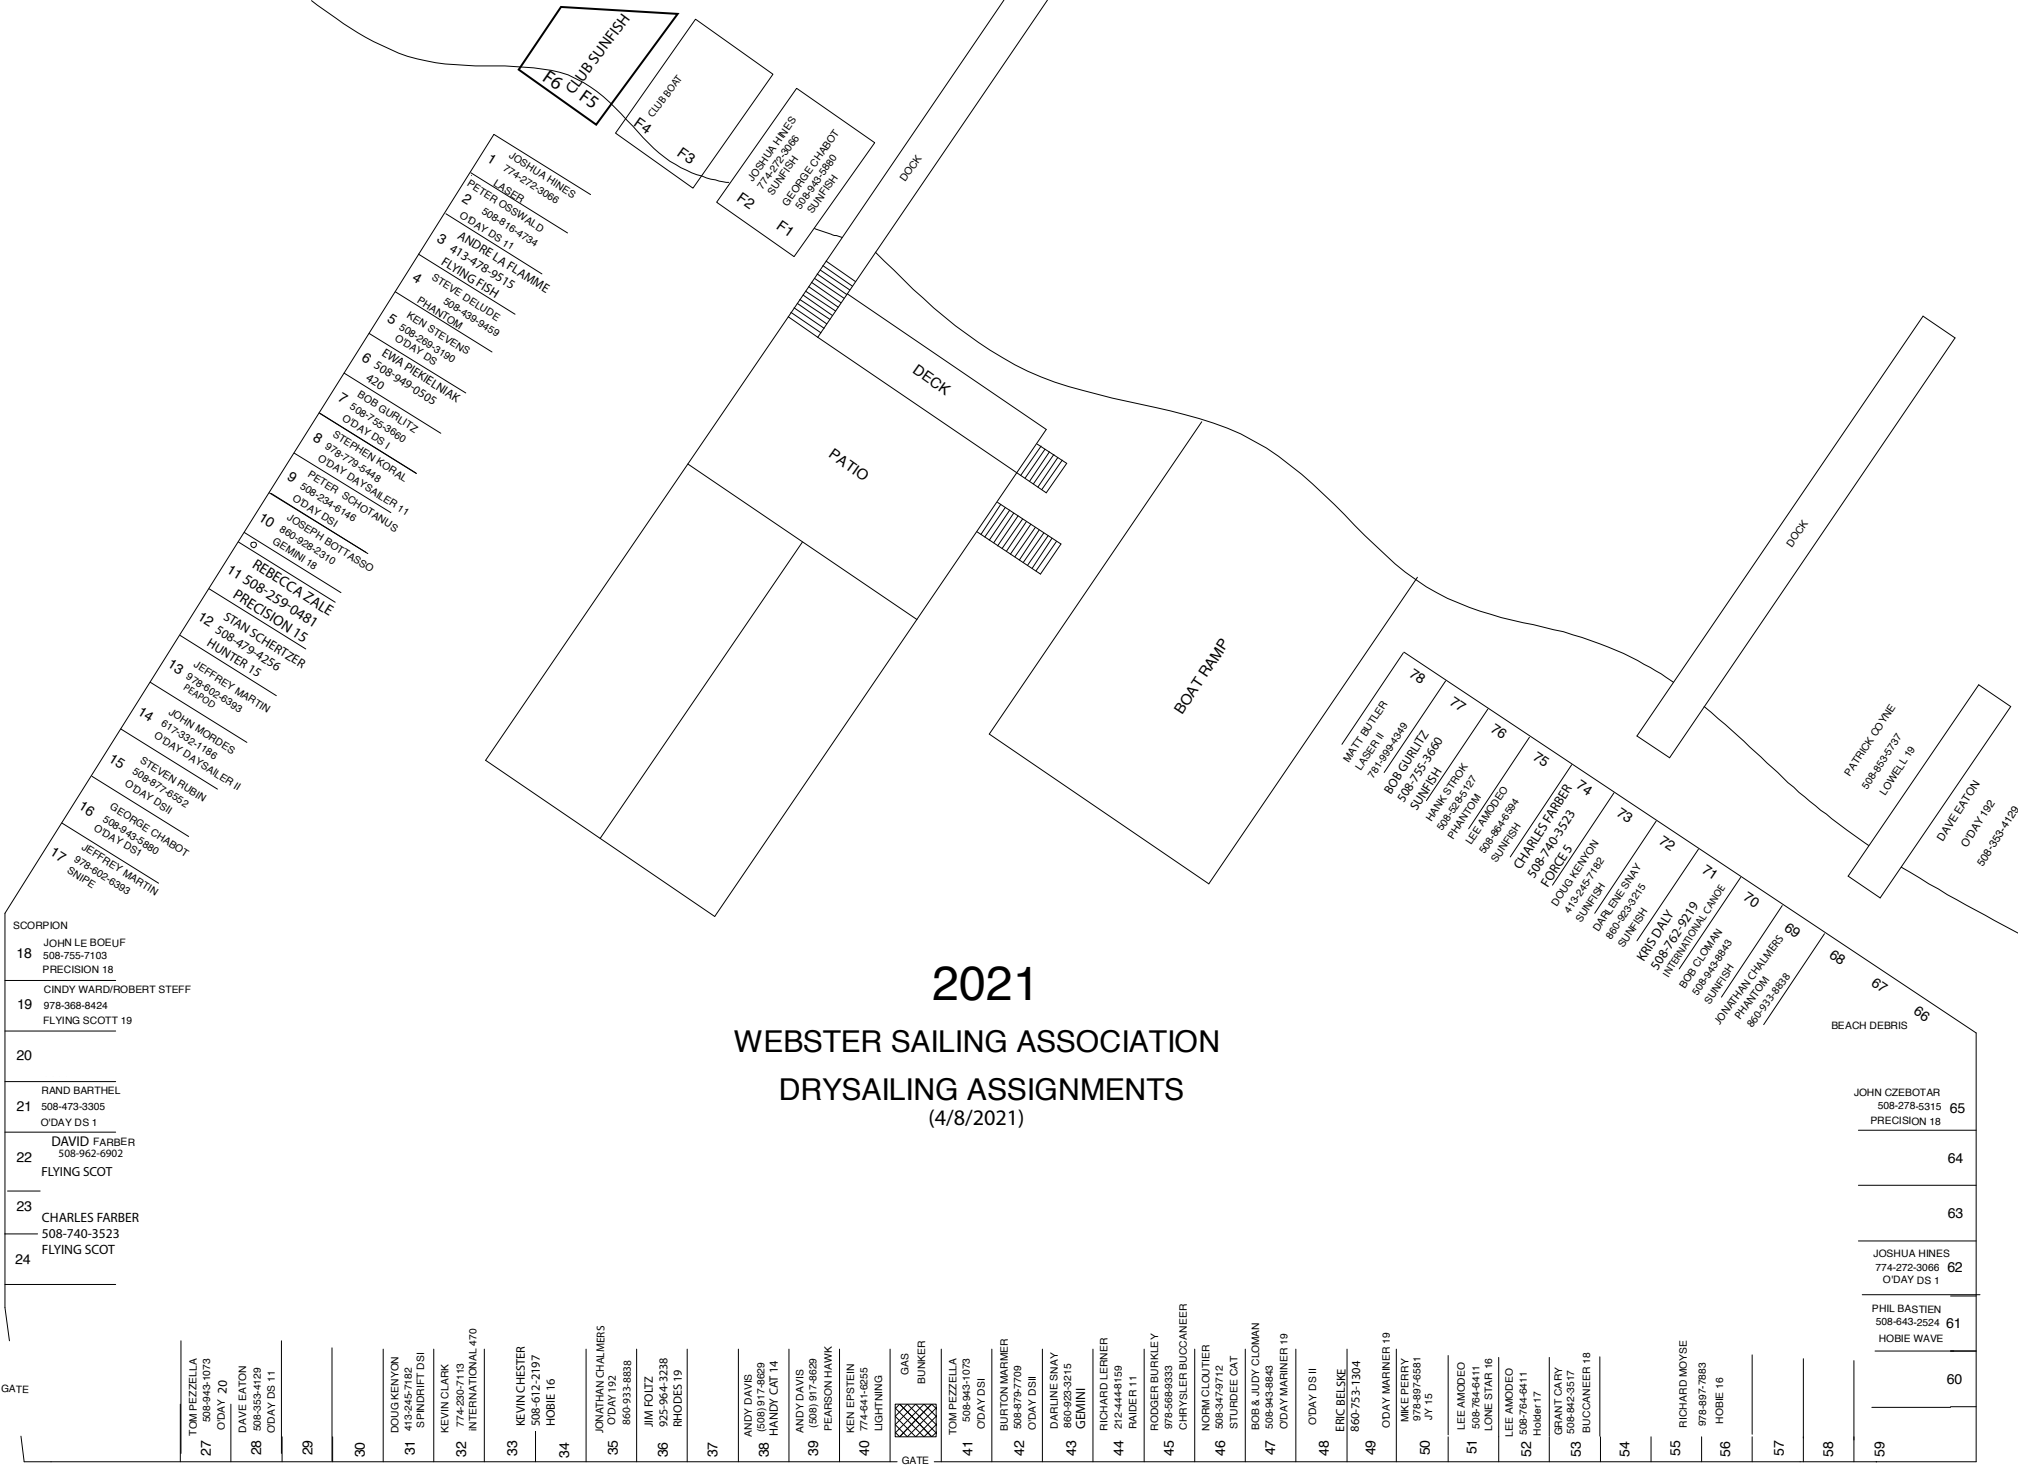 F6
CLUB SUNFISH
F5
F4
CLUB BOAT
F3
JOSHUA HINES
774-272-3066
SUNFISH
F2
GEORGE CHABOT
508-943-5880
SUNFISH
F1
DOCK
1
JOSHUA HINES
774-272-3066
LASER
2
PETER OSSWALD
508-816-4734
O'DAY DS 11
3
ANDRE LA FLAMME
413-478-9515
FLYING FISH
4
STEVE DELUDE
508-439-9459
PHANTOM
5
KEN STEVENS
508-269-3190
O'DAY DS
6
EWA PIEKIELNIAK
508-949-0505
420
7
BOB GURLITZ
508-755-3660
O'DAY DS I
8
STEPHEN KORAL
978-779-5448
O'DAY DAYSAILER 11
9
PETER SCHOTANUS
508-234-6146
O'DAY DSI
10
JOSEPH BOTTASSO
860-928-2310
GEMINI 18
REBECCA ZALE
11 508-259-0481
PRECISION 15
12
STAN SCHERTZER
508-479-4256
HUNTER 15
13
JEFFREY MARTIN
978-602-6393
PEAPOD
14
JOHN MORDES
617-332-1186
O'DAY DAYSAILER II
15
STEVEN RUBIN
508-877-6552
O'DAY DSII
16
GEORGE CHABOT
508-943-5880
O'DAY DS1
17
JEFFREY MARTIN
978-602-6393
SNIPE
SCORPION
18
JOHN LE BOEUF
508-755-7103
PRECISION 18
CINDY WARD/ROBERT STEFF
19
978-368-8424
FLYING SCOTT 19
20
RAND BARTHEL
21
508-473-3305
O'DAY DS 1
DAVID FARBER
508-962-6902
22
FLYING SCOT
23
CHARLES FARBER
508-740-3523
FLYING SCOT
24
GATE
DECK
PATIO
BOAT RAMP
DOCK
2021
WEBSTER SAILING ASSOCIATION
DRYSAILING ASSIGNMENTS
(4/8/2021)
78
MATT BUTLER
LASER II
781-999-4349
77
BOB GURLITZ
508-755-3660
SUNFISH
76
HANK STROK
508-528-5127
PHANTOM
75
LEE AMODEO
508-864-6594
SUNFISH
74
CHARLES FARBER
508-740-3523
FORCE 5
73
DOUG KENYON
413-245-7182
SUNFISH
72
DARLENE SNAY
860-923-3215
SUNFISH
71
KRIS DALY
508-762-9219
INTERNATIONAL CANOE
70
BOB CLOMAN
508-943-8843
SUNFISH
69
JONATHAN CHALMERS
PHANTOM
860-933-8838
68
67
66
BEACH DEBRIS
PATRICK COYNE
508-853-5737
LOWELL 19
DAVE EATON
O'DAY 192
508-353-4129
JOHN CZEBOTAR
508-278-5315 65
PRECISION 18
64
63
JOSHUA HINES
774-272-3066 62
O'DAY DS 1
PHIL BASTIEN
508-643-2524 61
HOBIE WAVE
60
59
TOM PEZZELLA
508-943-1073
O'DAY 20
27
DAVE EATON
508-353-4129
O'DAY DS 11
28
29
30
DOUG KENYON
413-245-7182
SPINDRIFT DSI
31
KEVIN CLARK
774-230-7113
INTERNATIONAL 470
32
33
KEVIN CHESTER
508-612-2197
HOBIE 16
34
JONATHAN CHALMERS
O'DAY 192
860-933-8838
35
JIM FOLTZ
925-964-3238
RHODES 19
36
37
ANDY DAVIS
(508) 917-8629
HANDY CAT 14
38
ANDY DAVIS
(508) 917-8629
PEARSON HAWK
39
KEN EPSTEIN
774-641-6255
LIGHTNING
40
GAS
BUNKER
GATE
TOM PEZZELLA
508-943-1073
O'DAY DSI
41
BURTON MARMER
508-879-7709
O'DAY DSII
42
DARLINE SNAY
860-923-3215
GEMINI
43
RICHARD LERNER
212-444-8159
RAIDER 11
44
RODGER BURKLEY
978-568-9333
CHRYSLER BUCCANEER
45
NORM CLOUTIER
508-347-9712
STURDEE CAT
46
BOB & JUDY CLOMAN
508-943-8843
O'DAY MARINER 19
47
O'DAY DS II
48
ERIC BELSKE
860-753-1304
O'DAY MARINER 19
49
MIKE PERRY
978-897-6581
JY 15
50
LEE AMODEO
508-764-6411
LONE STAR 16
51
LEE AMODEO
508-764-6411
Holder17
52
GRANT CARY
508-842-3517
BUCCANEER 18
53
54
55
RICHARD MOYSE
978-897-7883
HOBIE 16
56
57
58